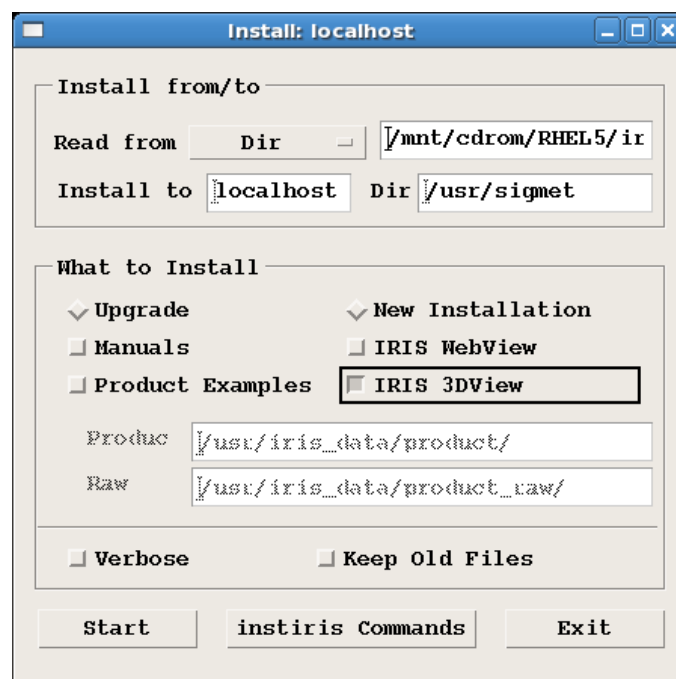 Install: localhost
Install from/to
Read from Dir /mnt/cdrom/RHEL5/ir
Install to localhost Dir /usr/sigmet
What to Install
Upgrade New Installation
Manuals IRIS WebView
Product Examples IRIS 3DView
Produc /usr/iris_data/product/
Raw /usr/iris_data/product_raw/
Verbose Keep Old Files
Start instiris Commands Exit